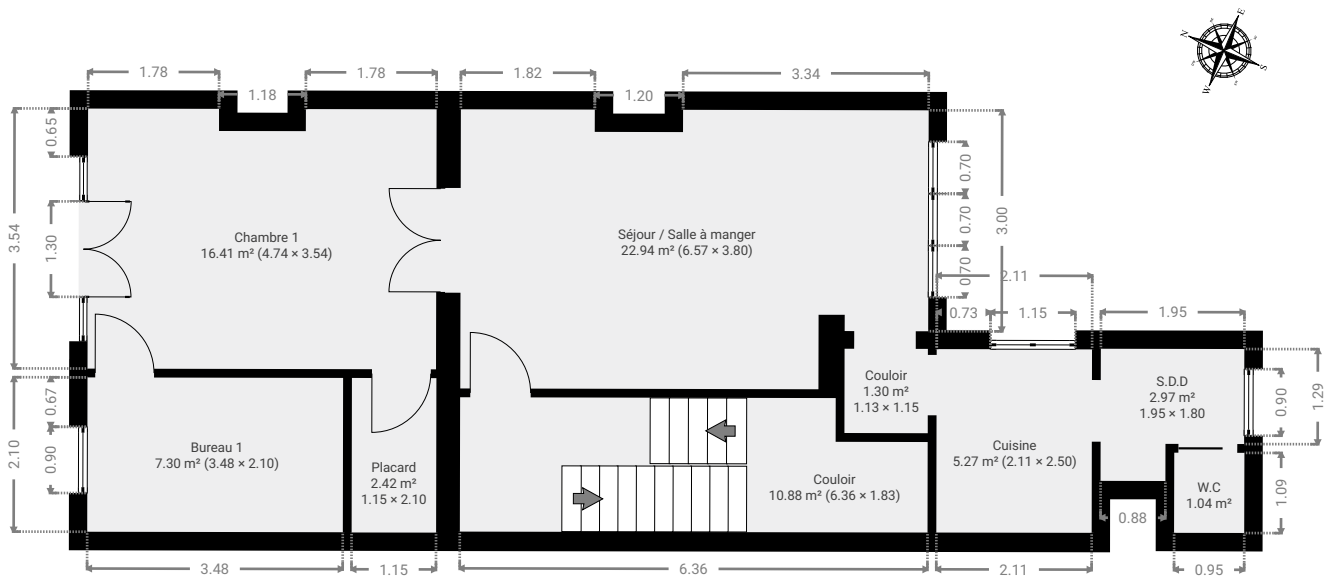 E
N
S
W
1.78
1.18
1.78
1.82
1.20
3.34
0.65
1.30
3.54
0.70
0.70
0.70
3.00
Chambre 1
16.41 m² (4.74 × 3.54)
Séjour / Salle à manger
22.94 m² (6.57 × 3.80)
2.11
0.73
1.15
1.95
0.67
0.90
2.10
Couloir
1.30 m²
1.13 × 1.15
S.D.D
2.97 m²
1.95 × 1.80
0.90
1.29
Bureau 1
7.30 m² (3.48 × 2.10)
Placard
2.42 m²
1.15 × 2.10
Couloir
10.88 m² (6.36 × 1.83)
Cuisine
5.27 m² (2.11 × 2.50)
W.C
1.04 m²
1.09
0.88
3.48
1.15
6.36
2.11
0.95